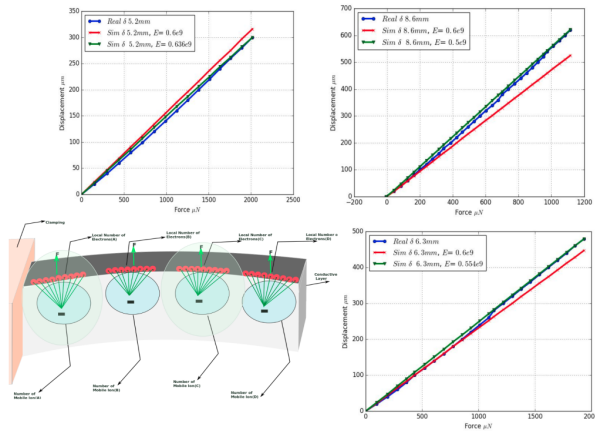 Real δ 5.2mm
Sim δ 5.2mm, E= 0.6e9
Sim δ 5.2mm, E= 0.636e9
Displacement μm
350
300
250
200
150
100
50
0
0 500 1000 1500 2000 2500
Force μN
Real δ 8.6mm
Sim δ 8.6mm, E= 0.6e9
Sim δ 8.6mm, E= 0.5e9
Displacement μm
700
600
500
400
300
200
100
0
−200 0 200 400 600 800 1000 1200
Force μN
Clamping
Local Number of
Electrons(A)
Local Number of
Electrons(B)
Local Number of
Electrons(C)
Local Number o
Electrons(D)
F F F F
Conductive
Layer
Number of
Mobile Ion(A)
Number of
Mobile Ion(B)
Number of
Mobile Ion(C)
Number of
Mobile Ion(D)
Real δ 6.3mm
Sim δ 6.3mm, E= 0.6e9
Sim δ 6.3mm, E= 0.554e9
Displacement μm
500
400
300
200
100
0
0 500 1000 1500 2000
Force μN